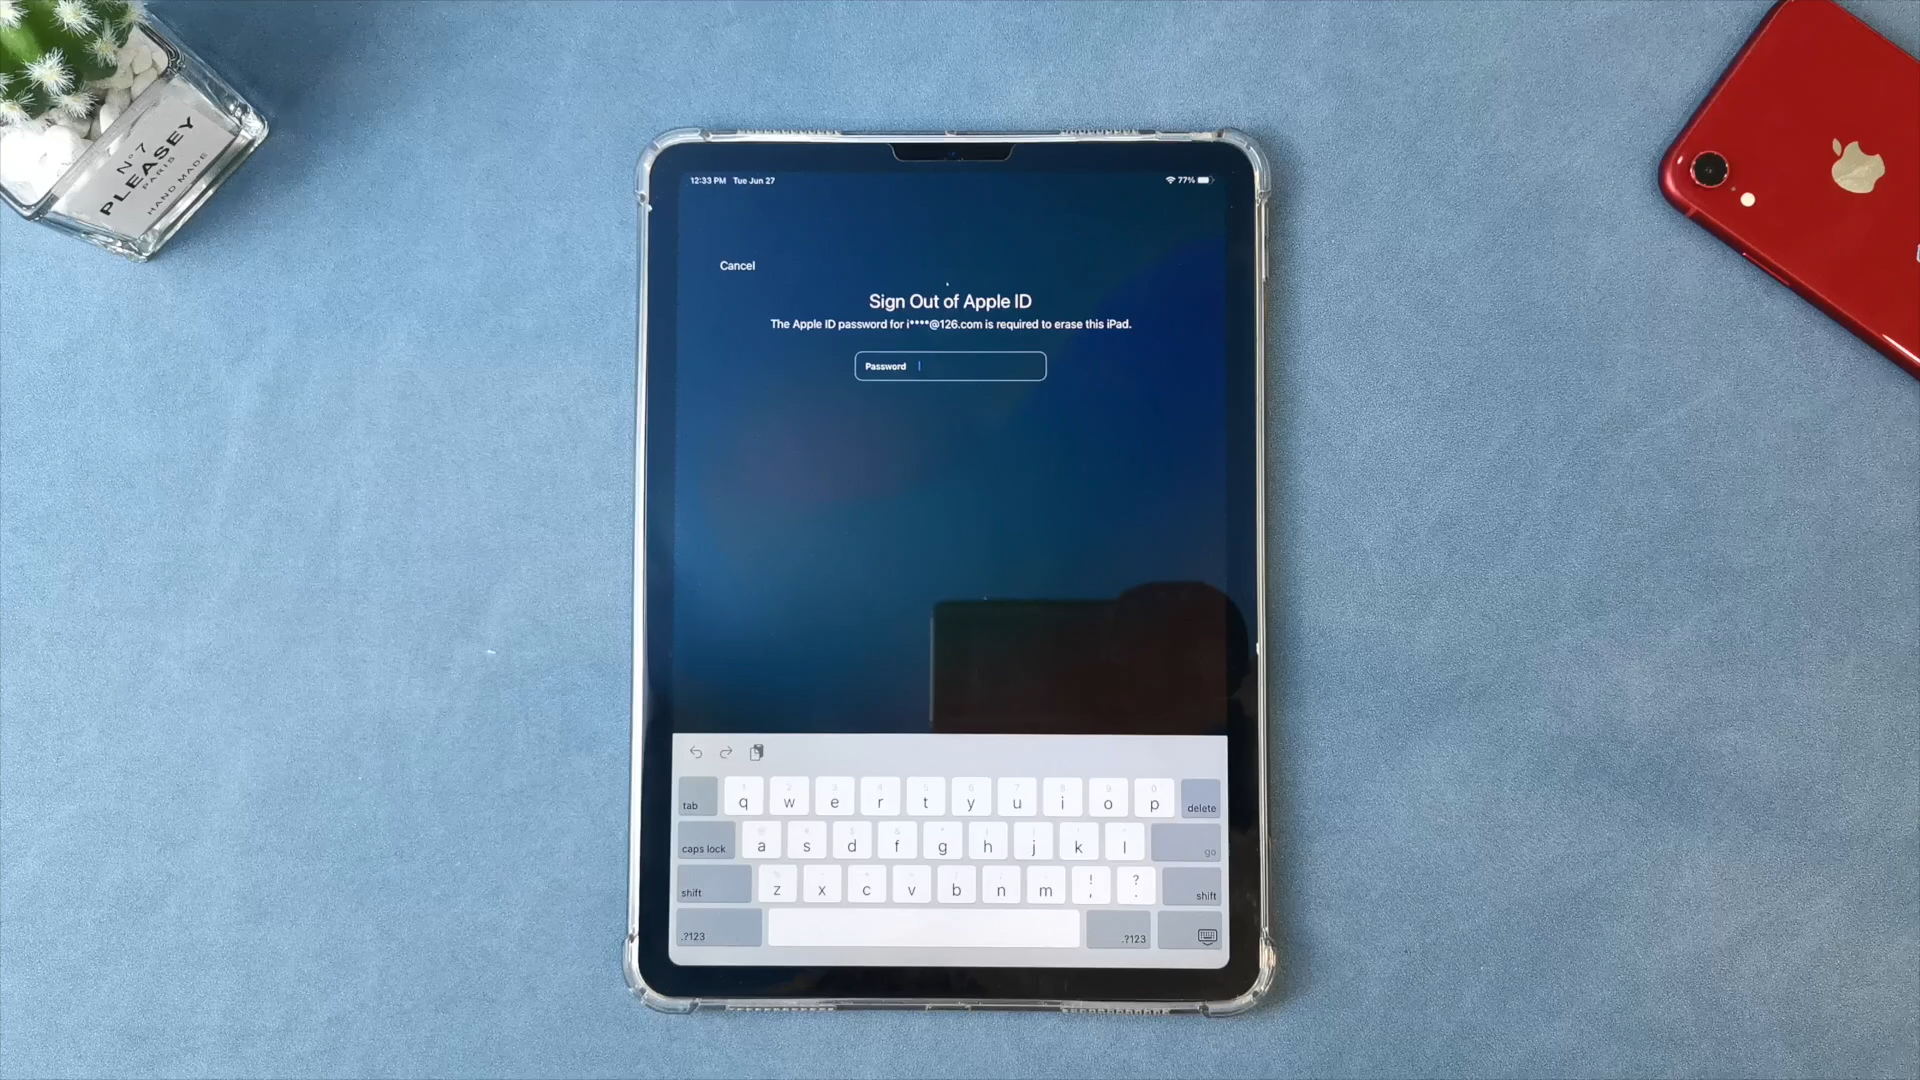 N°7
PLEASEY
PARIS
HAND MADE
12:33 PM Tue Jun 27
77%
Cancel
Sign Out of Apple ID
The Apple ID password for i****@126.com is required to erase this iPad.
Password
tab q w e r t y u i o p delete
caps lock a s d f g h j k l go
shift z x c v b n m ! , ? . shift
.?123 .?123